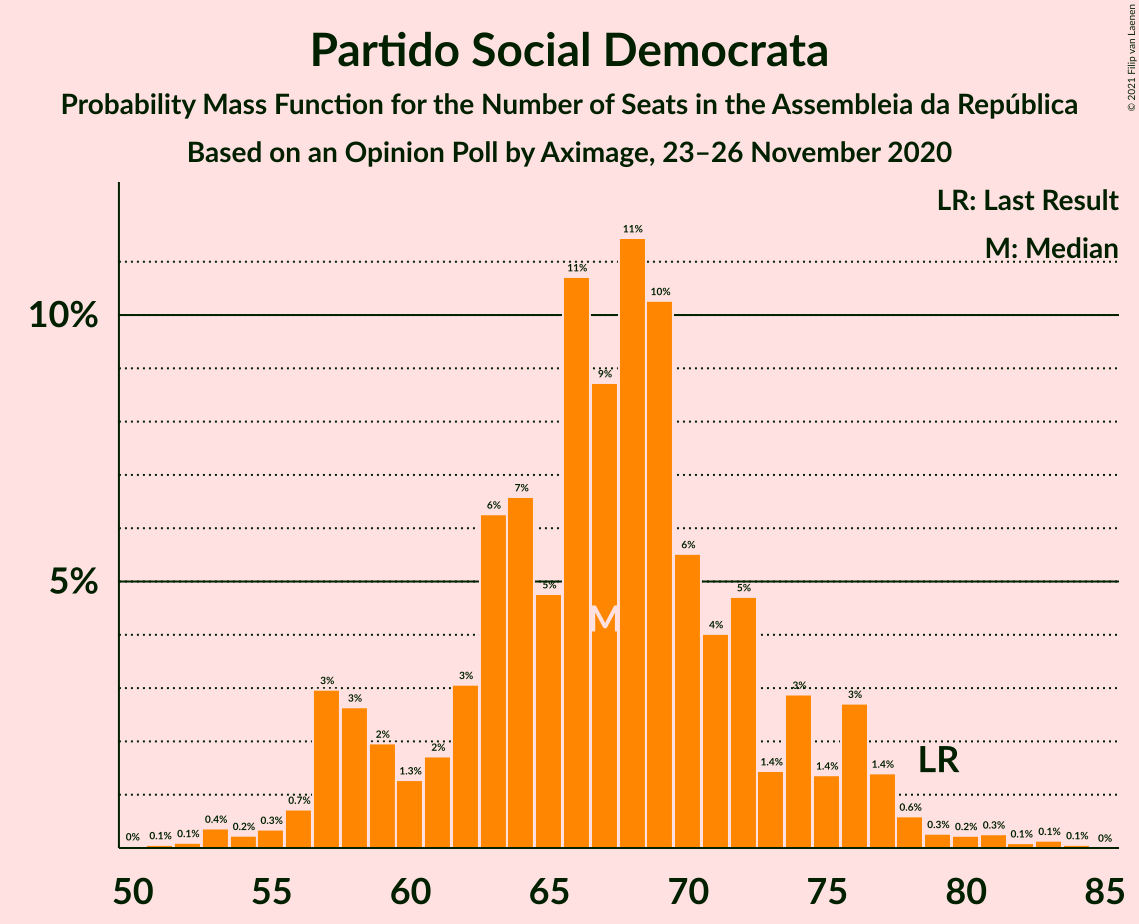 Partido Social Democrata
Probability Mass Function for the Number of Seats in the Assembleia da República
Based on an Opinion Poll by Aximage, 23–26 November 2020
© 2021 Filip van Laenen
LR: Last Result
M: Median
10%
5%
0% 0.1% 0.1% 0.4% 0.2% 0.3% 0.7% 3% 3% 2% 1.3% 2% 3% 6% 7% 5% 11% 9% 11% 10% 6% 4% 5% 1.4% 3% 1.4% 3% 1.4% 0.6% 0.3% 0.2% 0.3% 0.1% 0.1% 0.1% 0%
M
LR
50 55 60 65 70 75 80 85